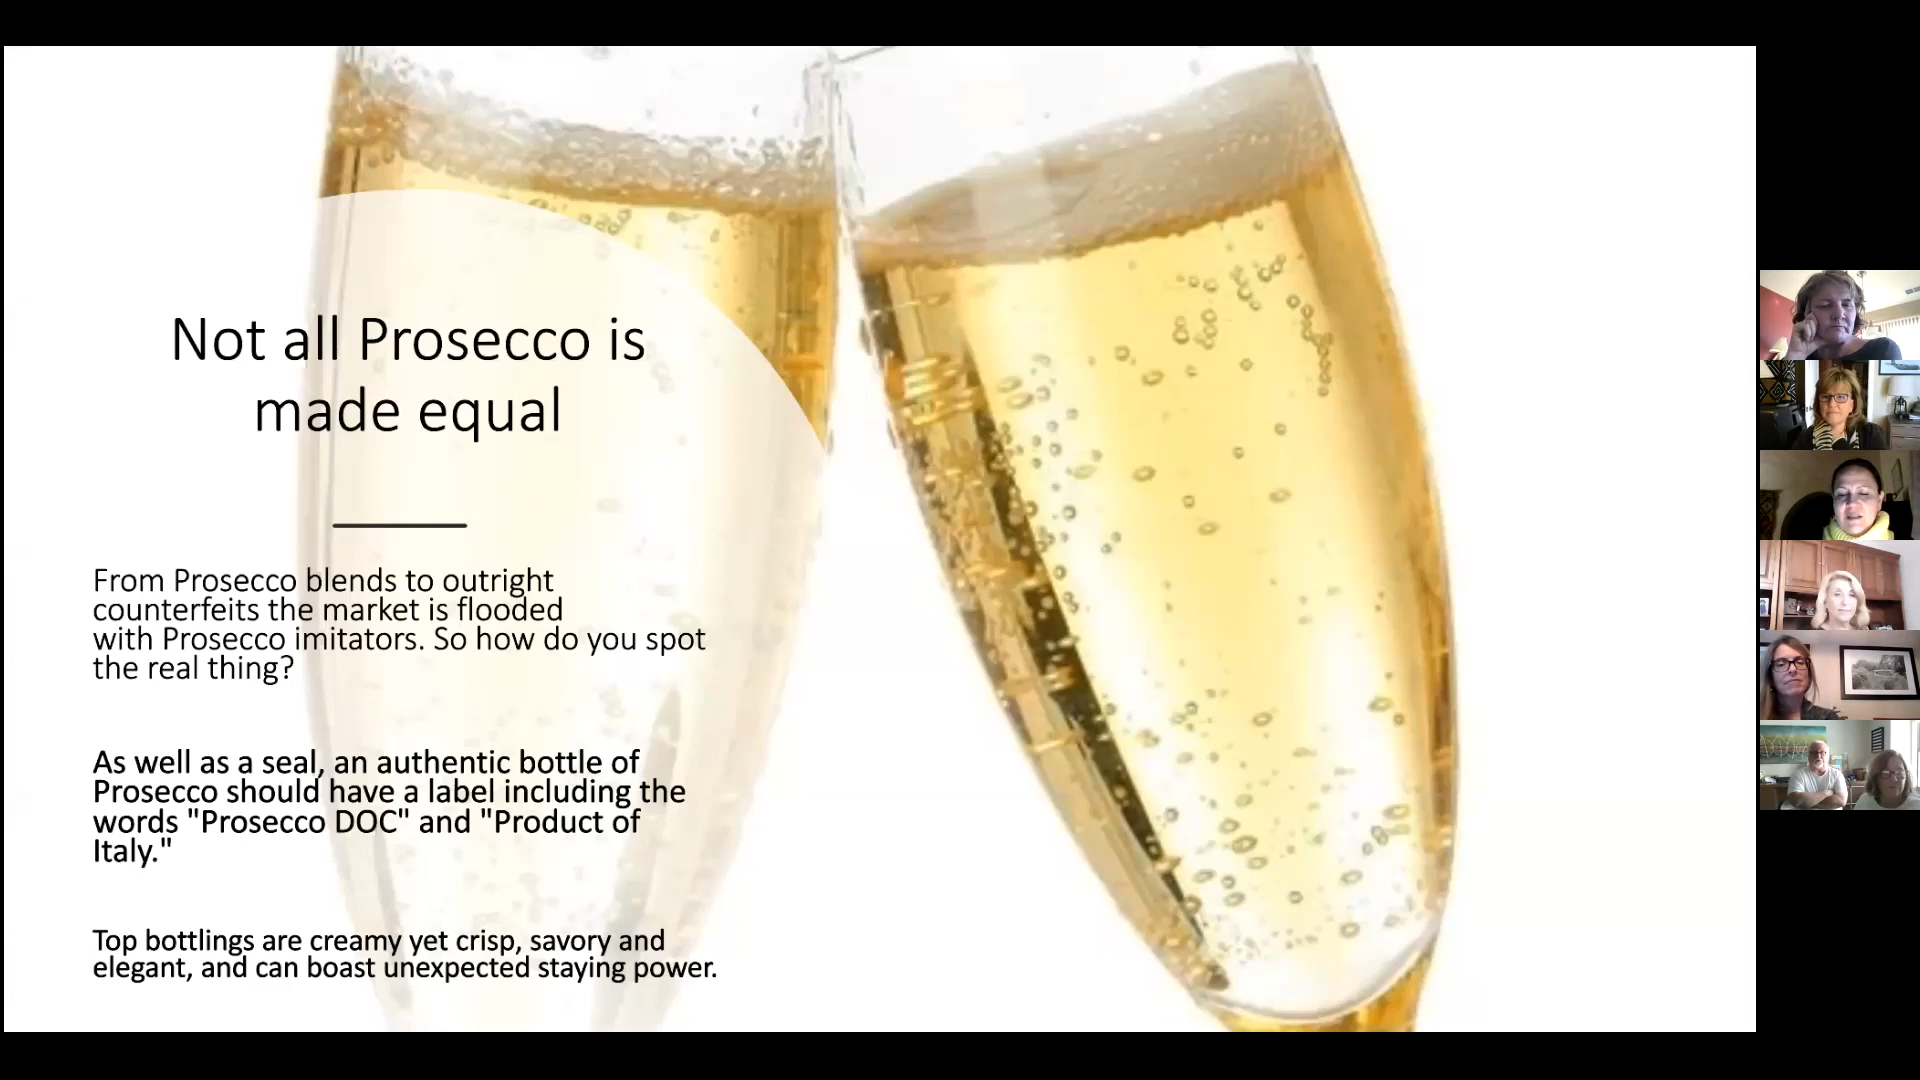 Not all Prosecco is
made equal
From Prosecco blends to outright
counterfeits the market is flooded
with Prosecco imitators. So how do you spot
the real thing?
As well as a seal, an authentic bottle of
Prosecco should have a label including the
words "Prosecco DOC" and "Product of
Italy."
Top bottlings are creamy yet crisp, savory and
elegant, and can boast unexpected staying power.